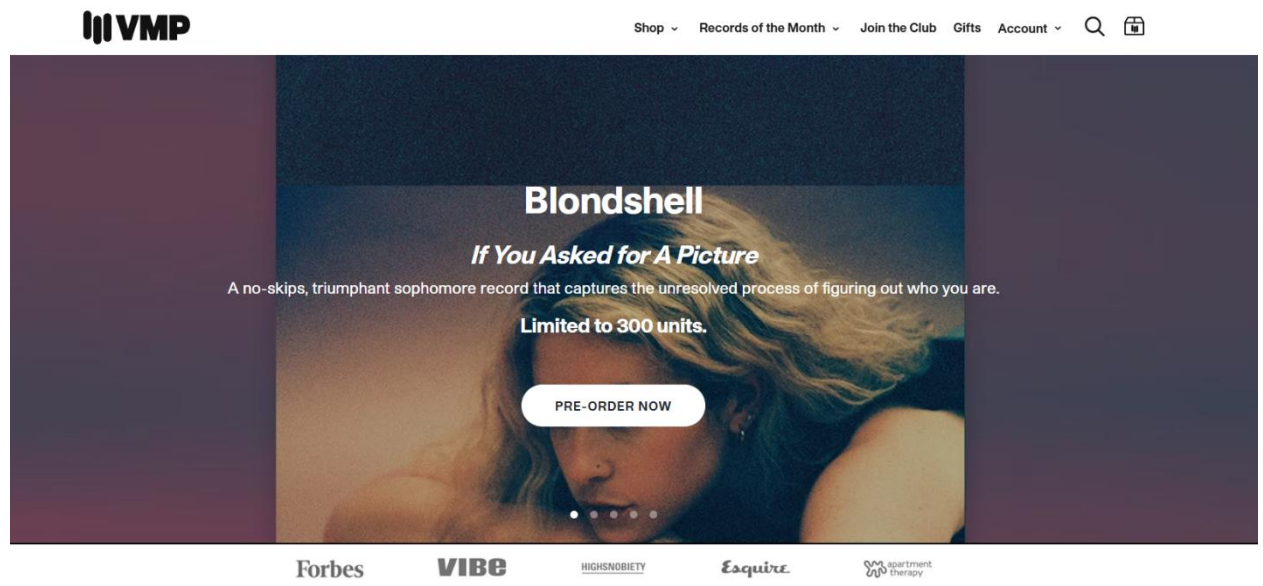 VMP
Shop
Records of the Month
Join the Club
Gifts
Account
Blondshell
If You Asked for A Picture
A no-skips, triumphant sophomore record that captures the unresolved process of figuring out who you are.
Limited to 300 units.
PRE-ORDER NOW
Forbes
VIBE
HIGHSNOBIETY
Esquire
apartment
therapy